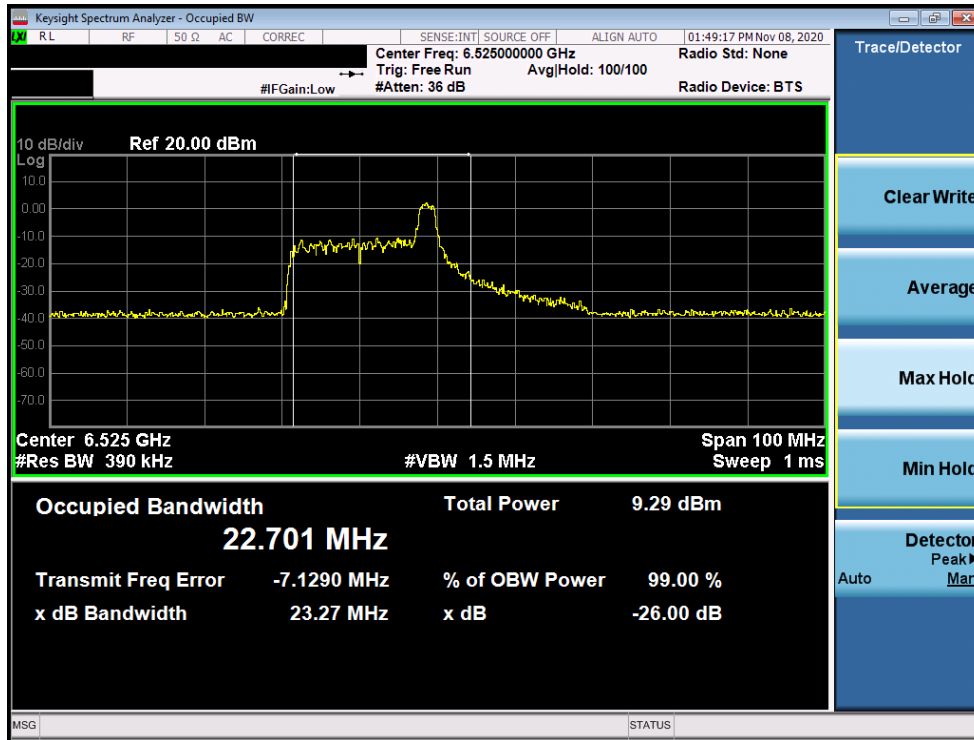 Keysight Spectrum Analyzer - Occupied BW
LXI RL RF 50 Ω AC CORREC SENSE:INT SOURCE OFF ALIGN AUTO 01:49:17 PM Nov 08, 2020
Center Freq: 6.525000000 GHz Radio Std: None
Trig: Free Run Avg|Hold: 100/100
#IFGain:Low #Atten: 36 dB Radio Device: BTS
Trace/Detector
10 dB/div Ref 20.00 dBm
Log
10.0
0.00
-10.0
-20.0
-30.0
-40.0
-50.0
-60.0
-70.0
Center 6.525 GHz Span 100 MHz
#Res BW 390 kHz #VBW 1.5 MHz Sweep 1 ms
Occupied Bandwidth Total Power 9.29 dBm
22.701 MHz
Transmit Freq Error -7.1290 MHz % of OBW Power 99.00 %
x dB Bandwidth 23.27 MHz x dB -26.00 dB
Clear Write
Average
Max Hold
Min Hold
Detector
Peak
Auto Man
MSG STATUS